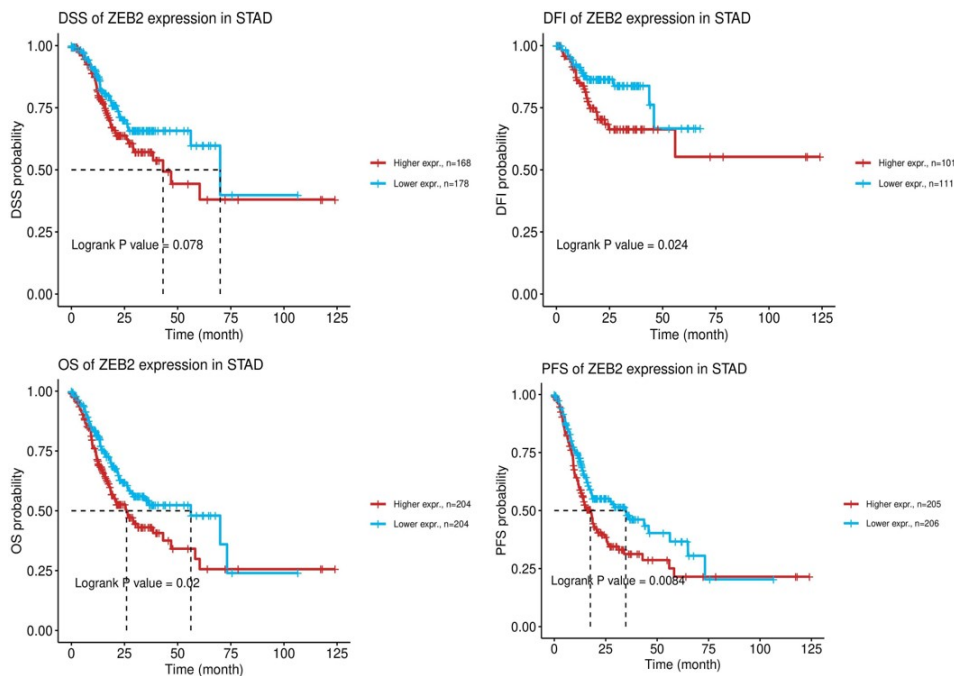 DSS of ZEB2 expression in STAD
1.00
0.75
0.50
0.25
0.00
DSS probability
Logrank P value = 0.078
0 25 50 75 100 125
Time (month)
Higher expr., n=168
Lower expr., n=178
DFI of ZEB2 expression in STAD
1.00
0.75
0.50
0.25
0.00
DFI probability
Logrank P value = 0.024
0 25 50 75 100 125
Time (month)
Higher expr., n=101
Lower expr., n=111
OS of ZEB2 expression in STAD
1.00
0.75
0.50
0.25
0.00
OS probability
Logrank P value = 0.02
0 25 50 75 100 125
Time (month)
Higher expr., n=204
Lower expr., n=204
PFS of ZEB2 expression in STAD
1.00
0.75
0.50
0.25
0.00
PFS probability
Logrank P value = 0.0084
0 25 50 75 100 125
Time (month)
Higher expr., n=205
Lower expr., n=206